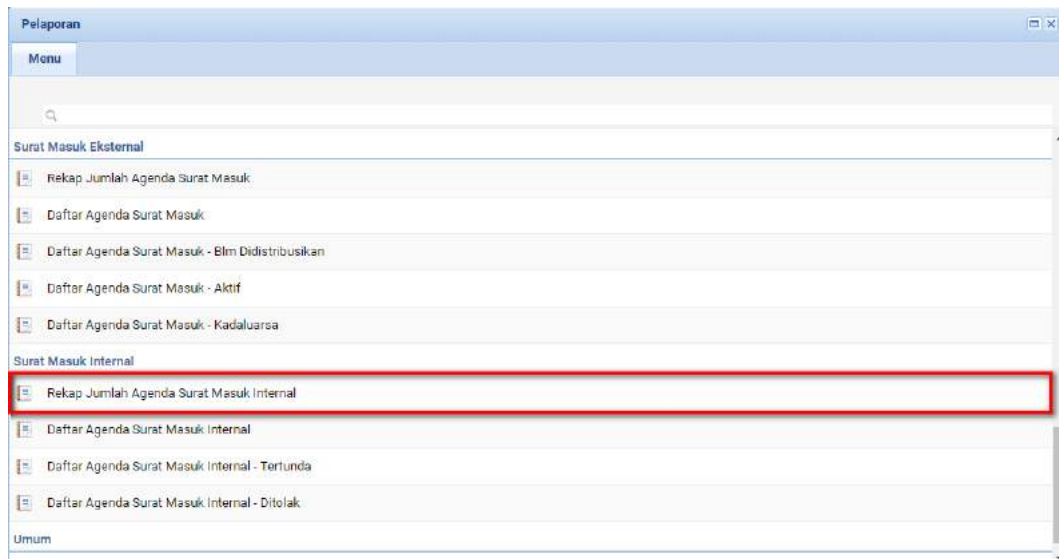 Pelaporan
Menu
Surat Masuk Eksternal
Rekap Jumlah Agenda Surat Masuk
Daftar Agenda Surat Masuk
Daftar Agenda Surat Masuk - Blm Didistribusikan
Daftar Agenda Surat Masuk - Aktif
Daftar Agenda Surat Masuk - Kadaluarsa
Surat Masuk Internal
Rekap Jumlah Agenda Surat Masuk Internal
Daftar Agenda Surat Masuk Internal
Daftar Agenda Surat Masuk Internal - Tertunda
Daftar Agenda Surat Masuk Internal - Ditolak
Umum